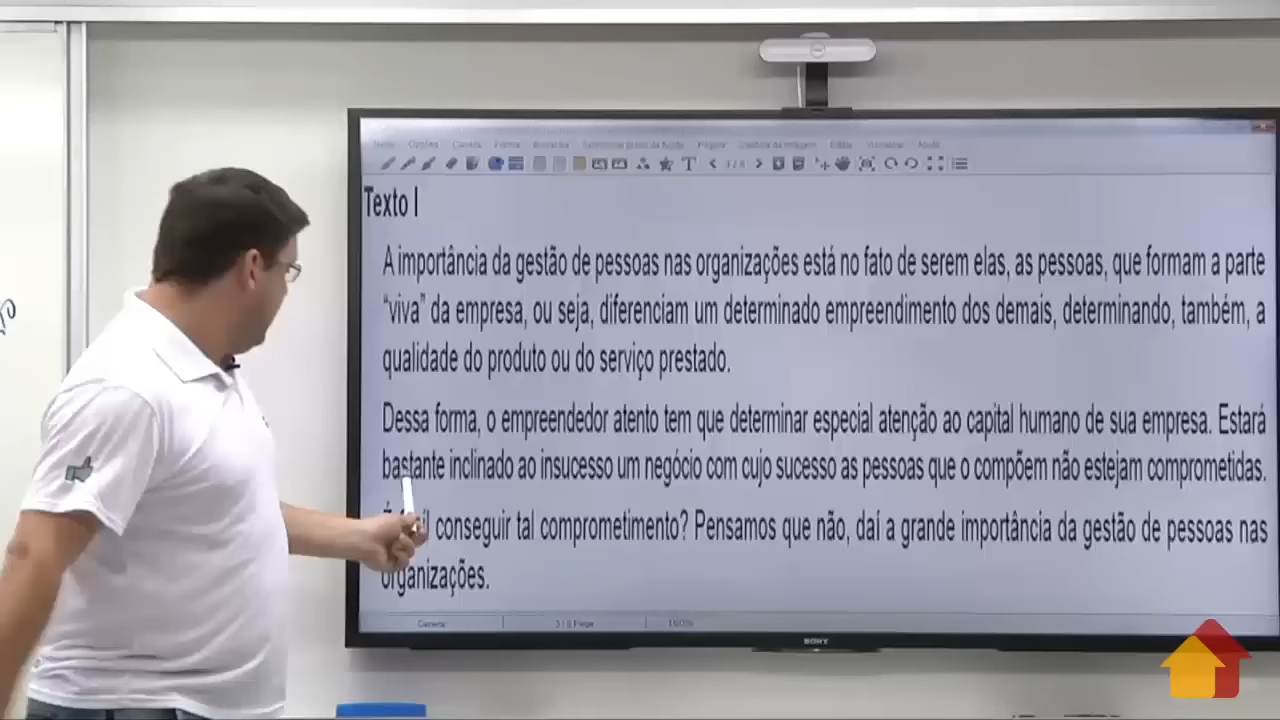 Texto I
A importância da gestão de pessoas nas organizações está no fato de serem elas, as pessoas, que formam a parte
“viva” da empresa, ou seja, diferenciam um determinado empreendimento dos demais, determinando, também, a
qualidade do produto ou do serviço prestado.
Dessa forma, o empreendedor atento tem que determinar especial atenção ao capital humano de sua empresa. Estará
bastante inclinado ao insucesso um negócio com cujo sucesso as pessoas que o compõem não estejam comprometidas.
É conseguir tal comprometimento? Pensamos que não, daí a grande importância da gestão de pessoas nas
organizações.
SONY